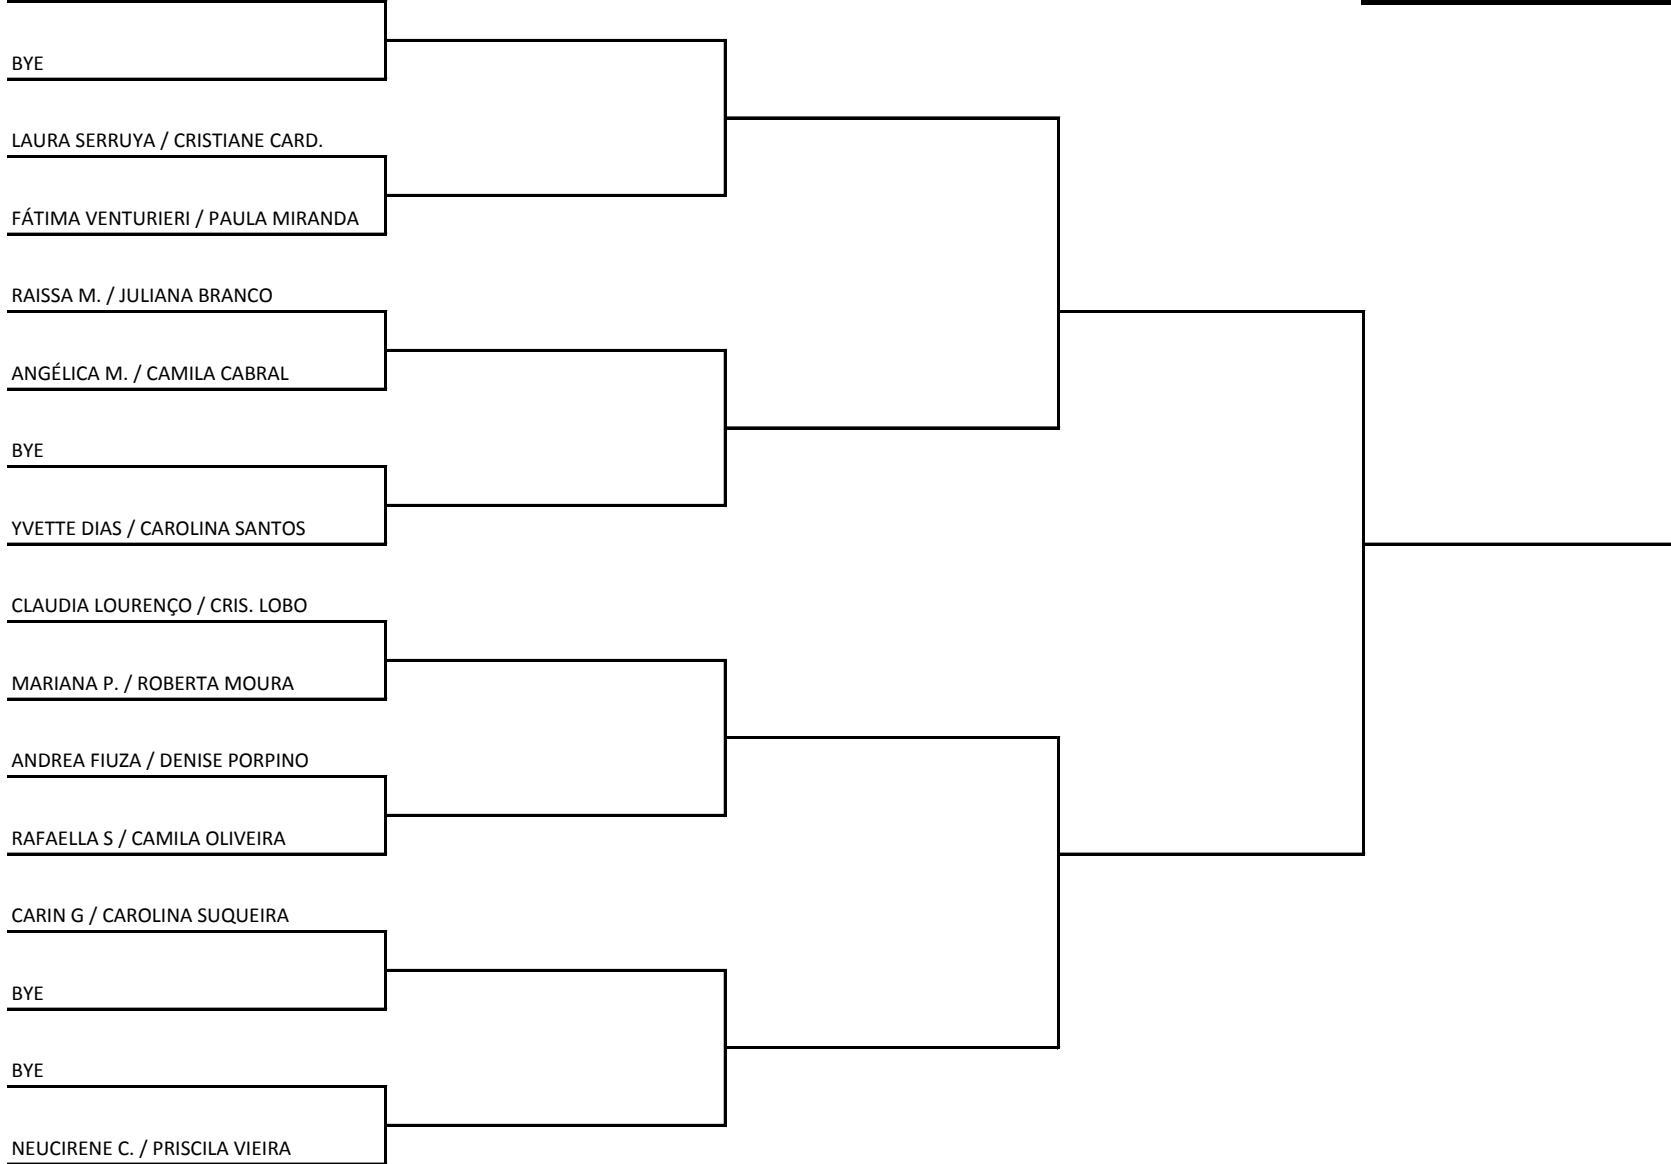 BYE
LAURA SERRUYA / CRISTIANE CARD.
FÁTIMA VENTURIERI / PAULA MIRANDA
RAISSA M. / JULIANA BRANCO
ANGÉLICA M. / CAMILA CABRAL
BYE
YVETTE DIAS / CAROLINA SANTOS
CLAUDIA LOURENÇO / CRIS. LOBO
MARIANA P. / ROBERTA MOURA
ANDREA FIUZA / DENISE PORPINO
RAFAELLA S / CAMILA OLIVEIRA
CARIN G / CAROLINA SUQUEIRA
BYE
BYE
NEUCIRENE C. / PRISCILA VIEIRA